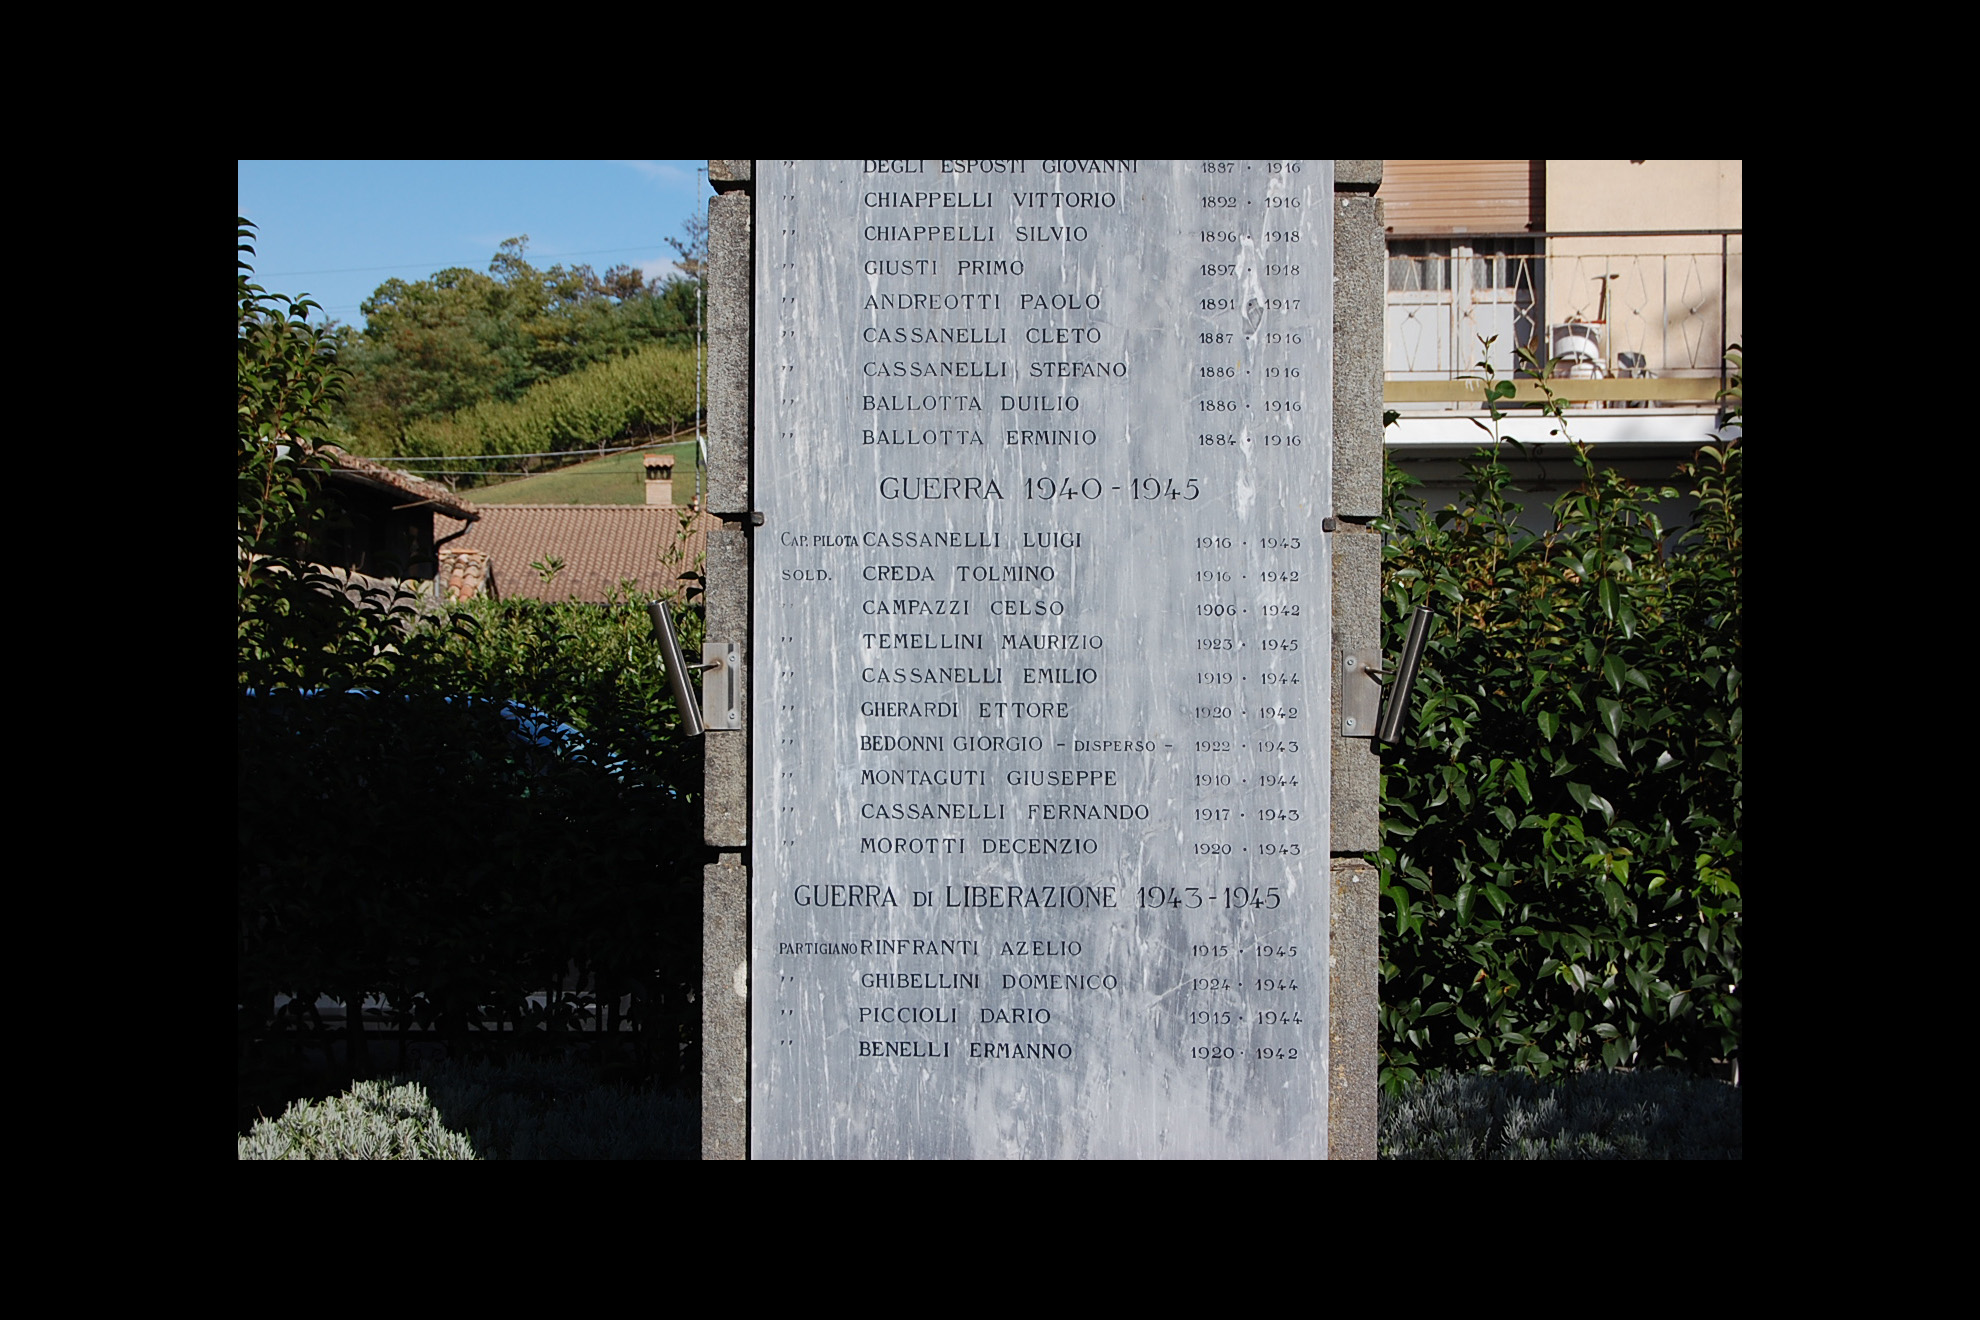 " DEGLI ESPOSTI GIOVANNI 1887 · 1916
" CHIAPPELLI VITTORIO 1892 · 1916
" CHIAPPELLI SILVIO 1896 · 1918
" GIUSTI PRIMO 1897 · 1918
" ANDREOTTI PAOLO 1891 · 1917
" CASSANELLI CLETO 1887 · 1916
" CASSANELLI STEFANO 1886 · 1916
" BALLOTTA DUILIO 1886 · 1916
" BALLOTTA ERMINIO 1884 · 1916
GUERRA 1940 - 1945
CAP. PILOTA CASSANELLI LUIGI 1916 · 1943
SOLD. CREDA TOLMINO 1916 · 1942
" CAMPAZZI CELSO 1906 · 1942
" TEMELLINI MAURIZIO 1923 · 1945
" CASSANELLI EMILIO 1919 · 1944
" GHERARDI ETTORE 1920 · 1942
" BEDONNI GIORGIO - DISPERSO - 1922 · 1943
" MONTAGUTI GIUSEPPE 1910 · 1944
" CASSANELLI FERNANDO 1917 · 1943
" MOROTTI DECENZIO 1920 · 1943
GUERRA DI LIBERAZIONE 1943 - 1945
PARTIGIANO RINFRANTI AZELIO 1915 · 1945
" GHIBELLINI DOMENICO 1924 · 1944
" PICCIOLI DARIO 1915 · 1944
" BENELLI ERMANNO 1920 · 1942